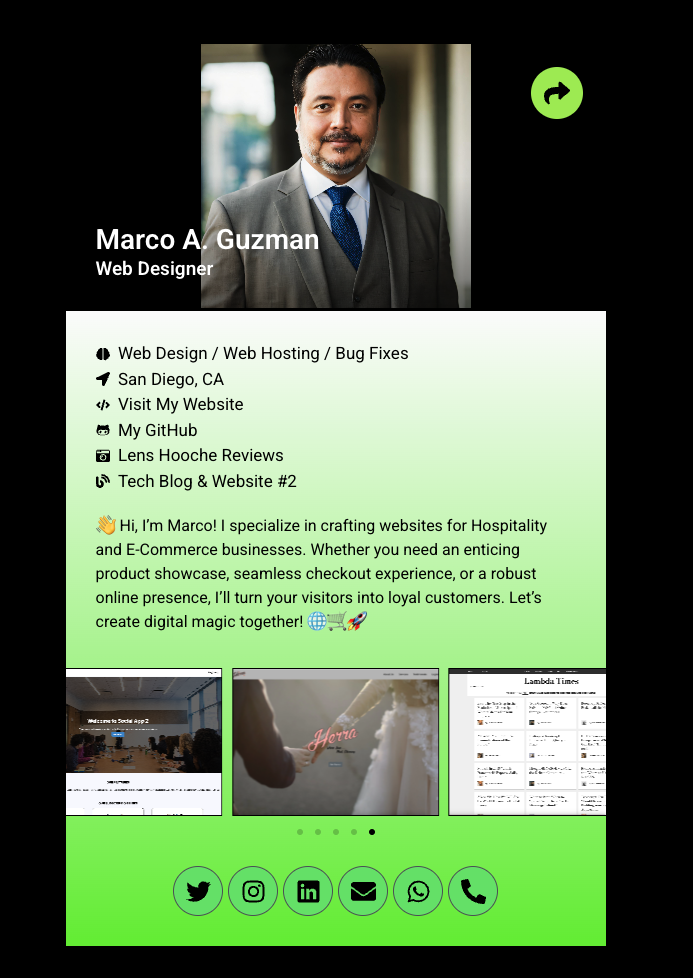 Marco A. Guzman
Web Designer
Web Design / Web Hosting / Bug Fixes
San Diego, CA
Visit My Website
My GitHub
Lens Hooche Reviews
Tech Blog & Website #2
👋 Hi, I’m Marco! I specialize in crafting websites for Hospitality
and E-Commerce businesses. Whether you need an enticing
product showcase, seamless checkout experience, or a robust
online presence, I’ll turn your visitors into loyal customers. Let’s
create digital magic together! 🌐🛒🚀
Welcome to Social App 2
Lambda Times